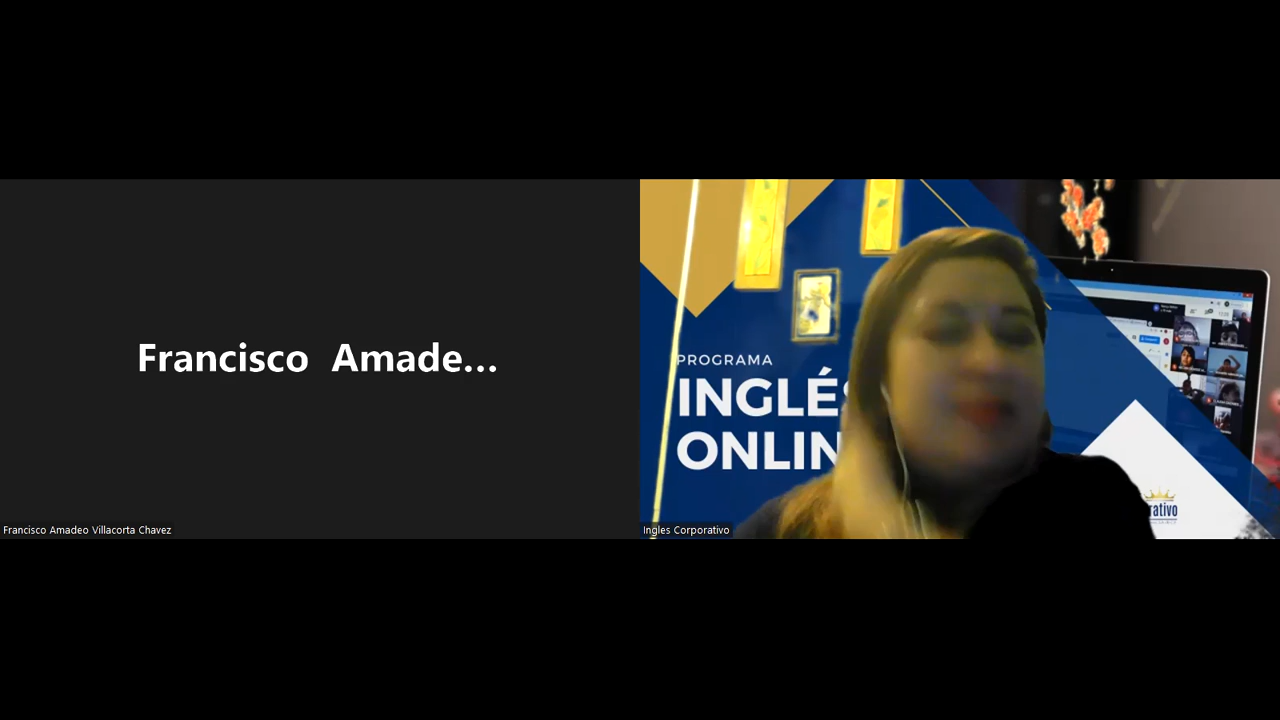 Francisco Amade...
Francisco Amadeo Villacorta Chavez
PROGRAMA
INGLÉS
ONLIN
rativo
Ingles Corporativo